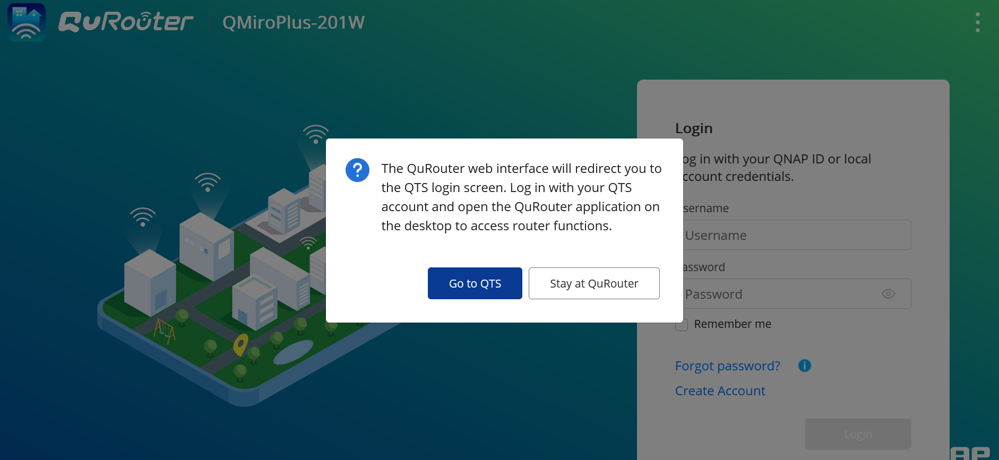 QuRouter
QMiroPlus-201W
The QuRouter web interface will redirect you to
the QTS login screen. Log in with your QTS
account and open the QuRouter application on
the desktop to access router functions.
Go to QTS
Stay at QuRouter
Login
og in with your QNAP ID or local
ccount credentials.
sername
Username
assword
Password
Remember me
Forgot password?
Create Account
Login